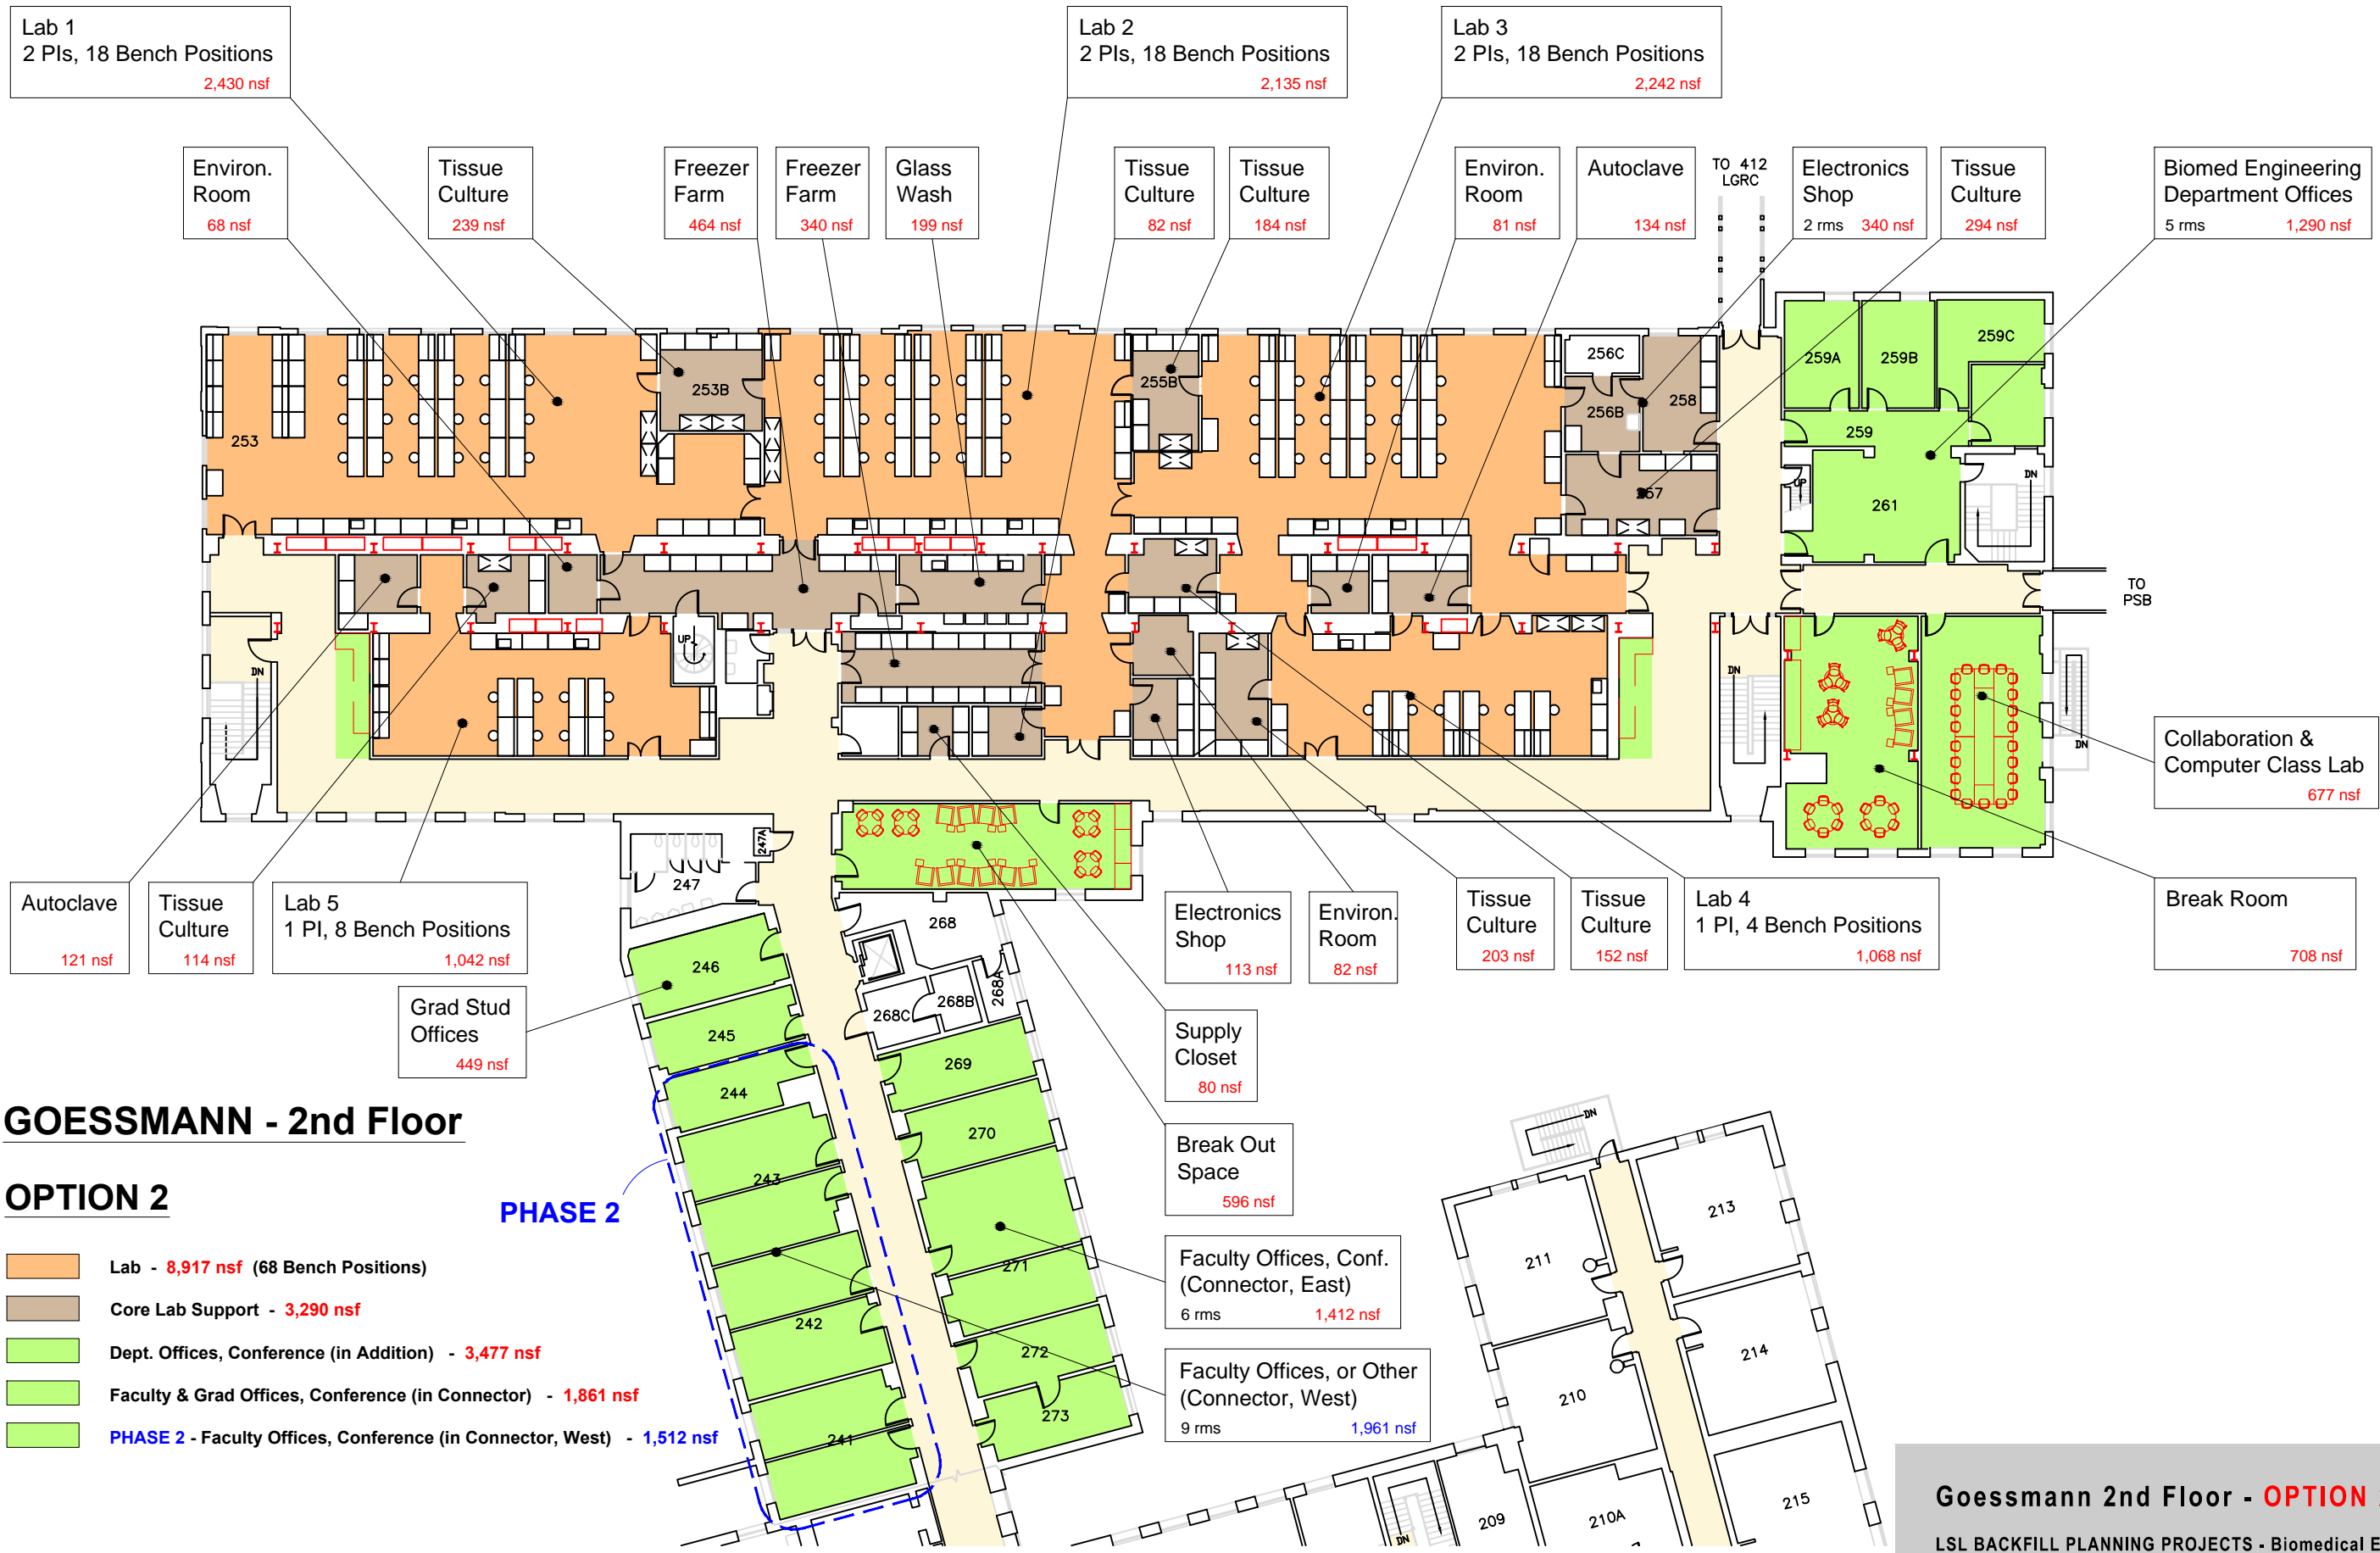 Lab 1
2 PIs, 18 Bench Positions
2,430 nsf
Lab 2
2 PIs, 18 Bench Positions
2,135 nsf
Lab 3
2 PIs, 18 Bench Positions
2,242 nsf
Environ.
Room
68 nsf
Tissue
Culture
239 nsf
Freezer
Farm
464 nsf
Freezer
Farm
340 nsf
Glass
Wash
199 nsf
Tissue
Culture
82 nsf
Tissue
Culture
184 nsf
Environ.
Room
81 nsf
Autoclave
134 nsf
TO 412
LGRC
Electronics
Shop
2 rms 340 nsf
Tissue
Culture
294 nsf
Biomed Engineering
Department Offices
5 rms 1,290 nsf
253
253B
255B
256C
256B
258
257
259A
259B
259C
259
261
UP
DN
TO
PSB
DN
UP
DN
DN
247A
247
268
268A
268B
268C
246
245
244
243
242
241
269
270
271
272
273
Collaboration &
Computer Class Lab
677 nsf
Break Room
708 nsf
Autoclave
121 nsf
Tissue
Culture
114 nsf
Lab 5
1 PI, 8 Bench Positions
1,042 nsf
Grad Stud
Offices
449 nsf
Electronics
Shop
113 nsf
Environ.
Room
82 nsf
Tissue
Culture
203 nsf
Tissue
Culture
152 nsf
Lab 4
1 PI, 4 Bench Positions
1,068 nsf
Supply
Closet
80 nsf
Break Out
Space
596 nsf
Faculty Offices, Conf.
(Connector, East)
6 rms 1,412 nsf
Faculty Offices, or Other
(Connector, West)
9 rms 1,961 nsf
DN
213
211
214
210
215
210A
209
DN
GOESSMANN - 2nd Floor
OPTION 2
PHASE 2
Lab - 8,917 nsf (68 Bench Positions)
Core Lab Support - 3,290 nsf
Dept. Offices, Conference (in Addition) - 3,477 nsf
Faculty & Grad Offices, Conference (in Connector) - 1,861 nsf
PHASE 2 - Faculty Offices, Conference (in Connector, West) - 1,512 nsf
Goessmann 2nd Floor - OPTION
LSL BACKFILL PLANNING PROJECTS - Biomedical E